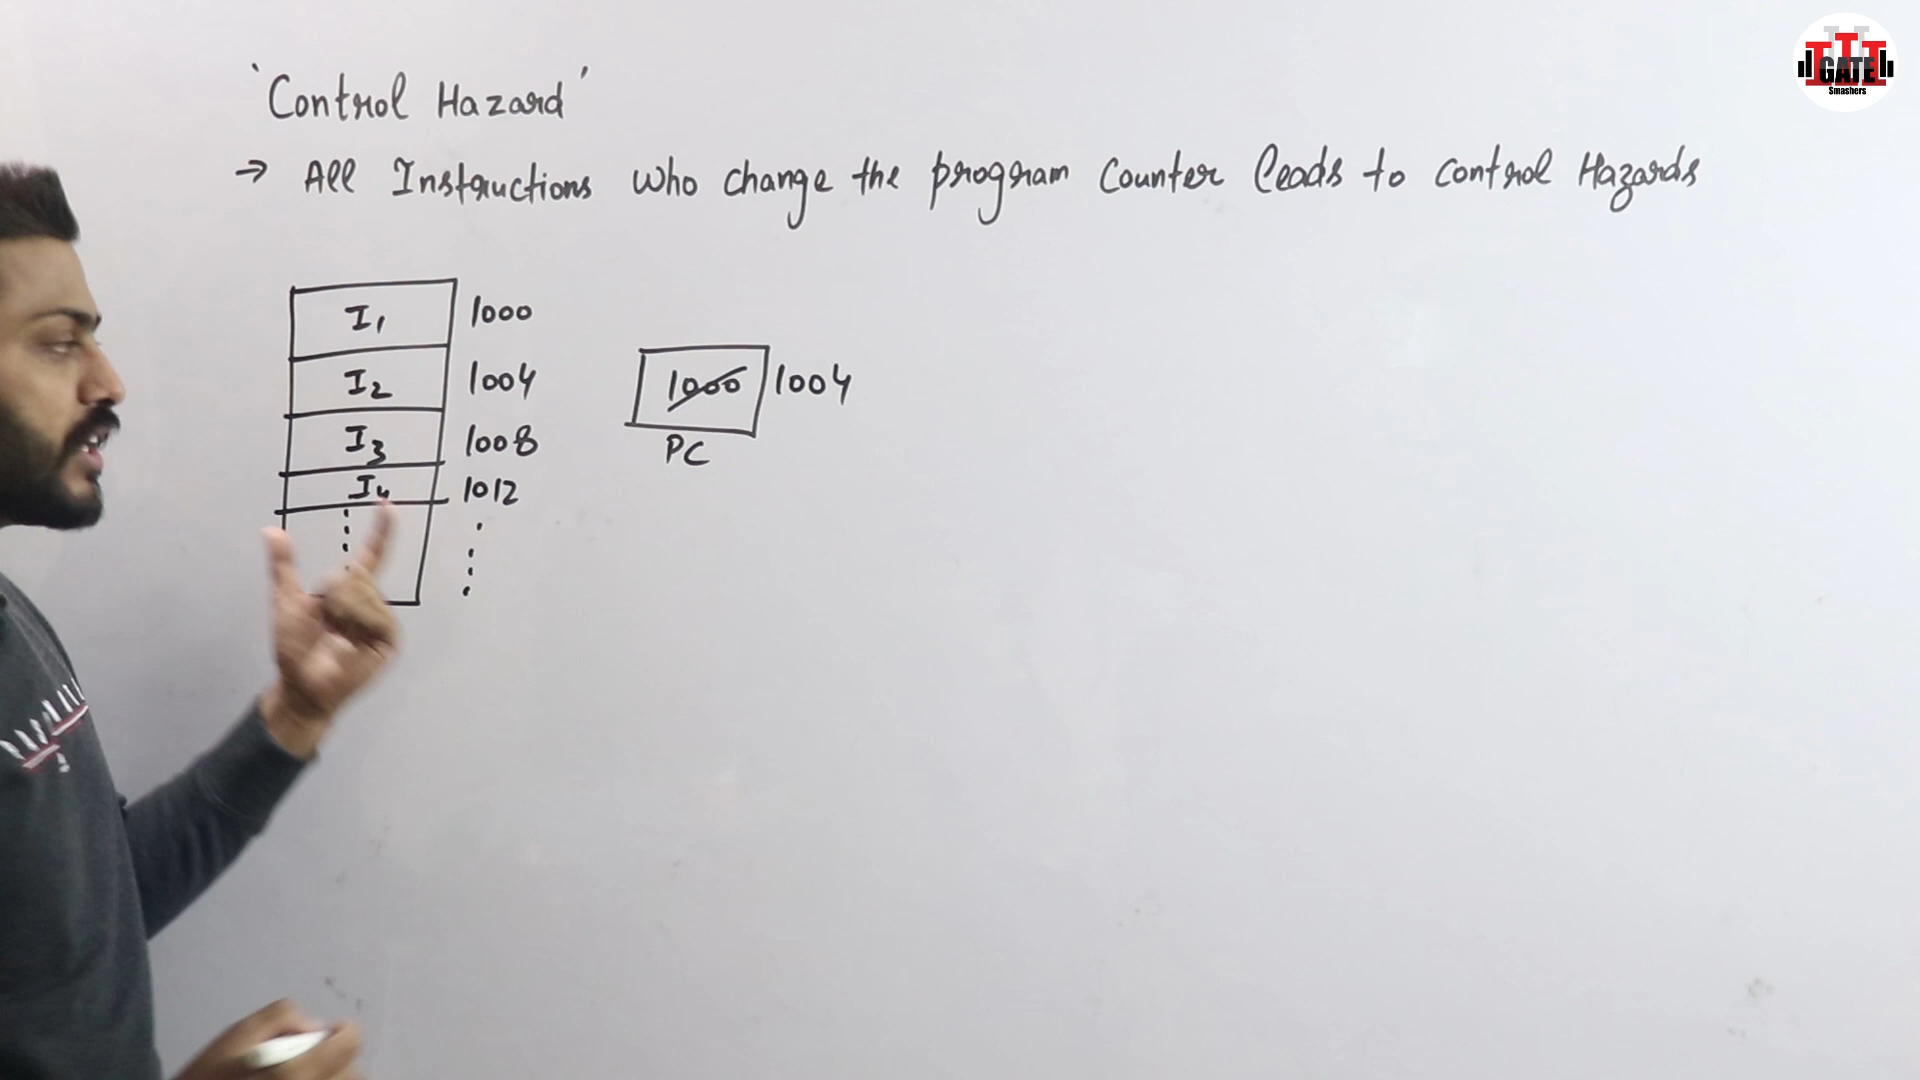 'Control Hazard'
→ All Instructions who change the program Counter leads to control Hazards
I1 1000
I2 1004
I3 1008
I4 1012
1000 1004
PC
GATE
Smashers